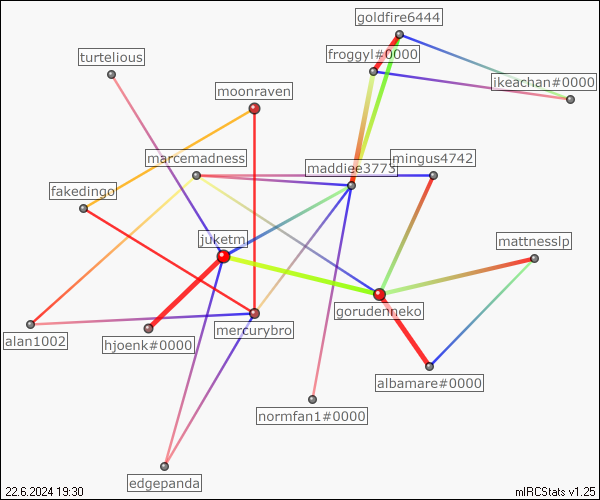 goldfire6444
froggyl#0000
turtelious
ikeachan#0000
moonraven
marcemadness
mingus4742
maddiee3773
fakedingo
juketm
mattnesslp
gorudenneko
mercurybro
alan1002
hjoenk#0000
albamare#0000
normfan1#0000
edgepanda
22.6.2024 19:30
mIRCStats v1.25